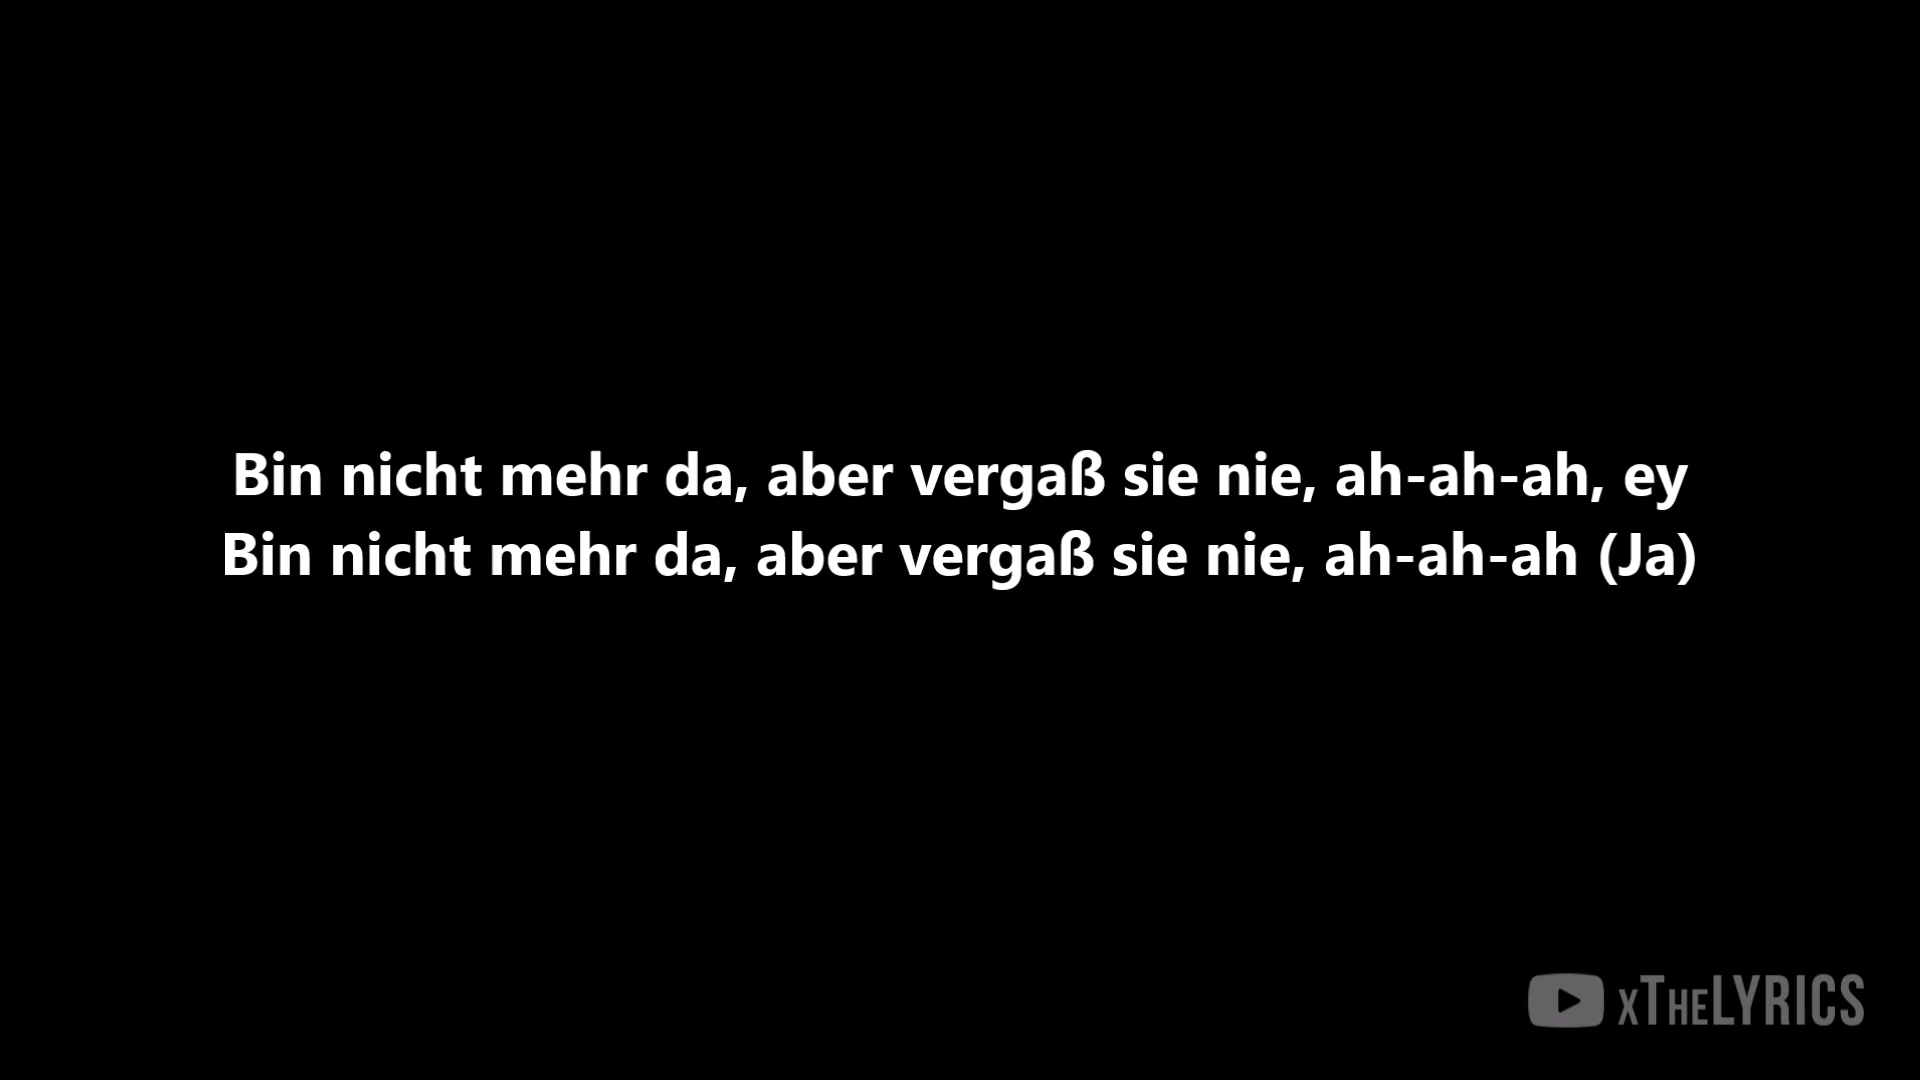 Bin nicht mehr da, aber vergaß sie nie, ah-ah-ah, ey
Bin nicht mehr da, aber vergaß sie nie, ah-ah-ah (Ja)
xTheLYRICS